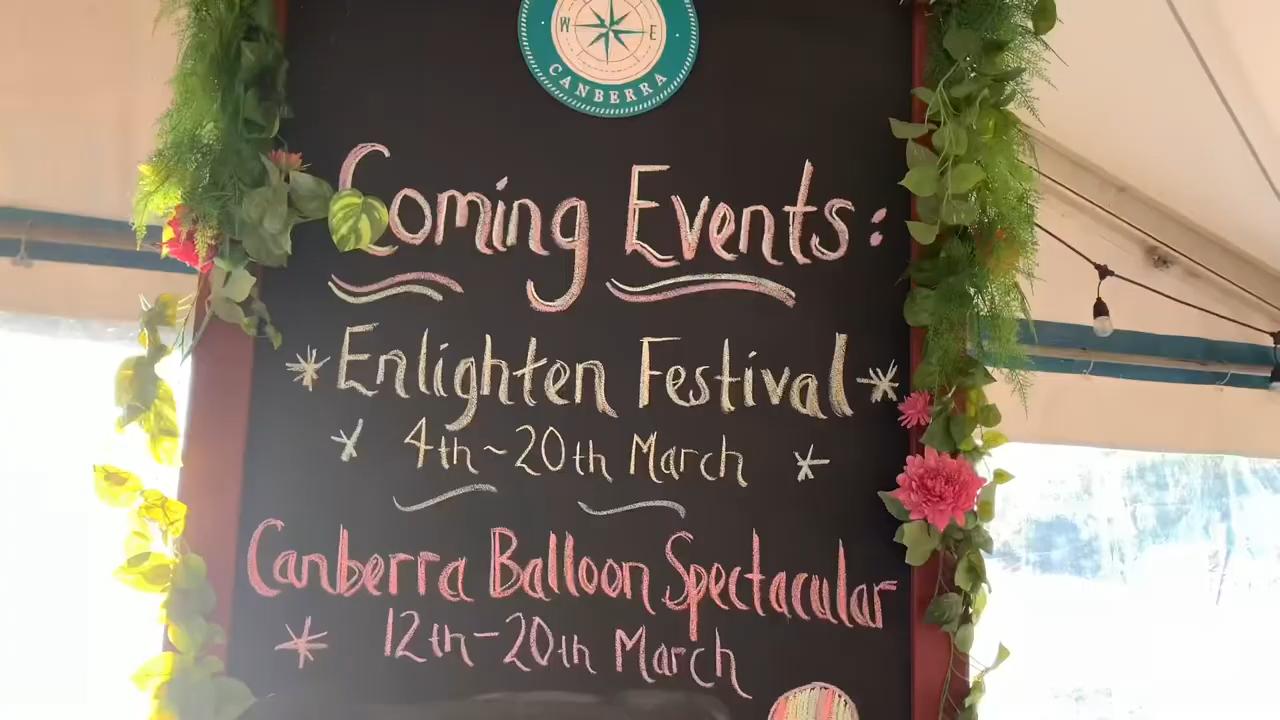 W E
CANBERRA
Coming Events:
Enlighten Festival
4th~20th March
Canberra Balloon Spectacular
12th-20th March